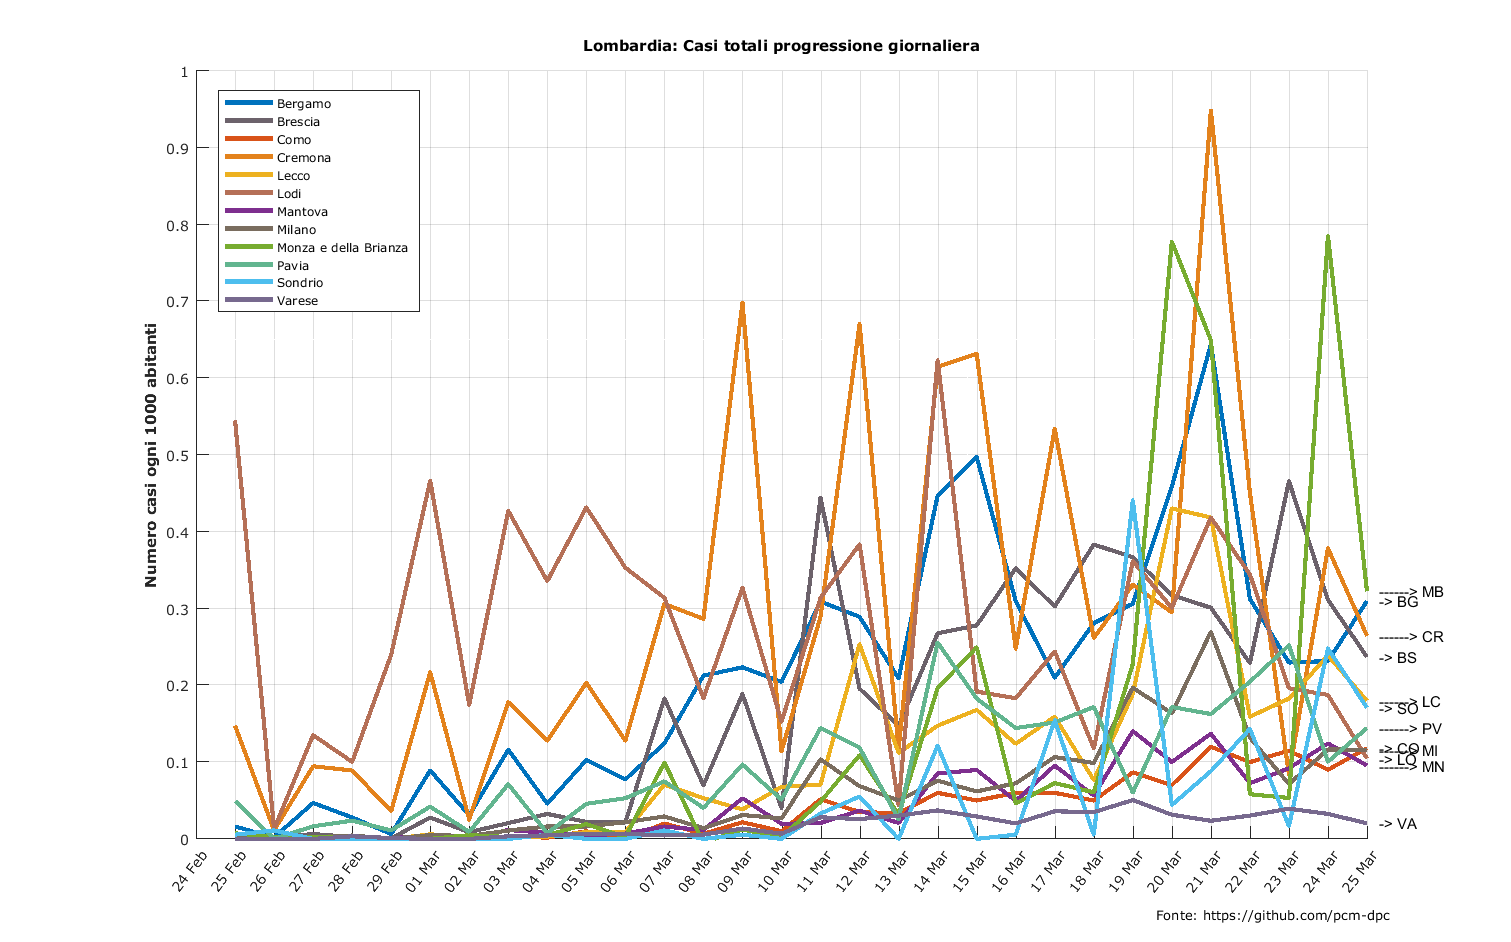 Lombardia: Casi totali progressione giornaliera
Numero casi ogni 1000 abitanti
1
0.9
0.8
0.7
0.6
0.5
0.4
0.3
0.2
0.1
0
Bergamo
Brescia
Como
Cremona
Lecco
Lodi
Mantova
Milano
Monza e della Brianza
Pavia
Sondrio
Varese
------> MB
-> BG
------> CR
-> BS
------> LC
-> SO
------> PV
-> CO
------> MI
-> LO
------> MN
-> VA
24 Feb
25 Feb
26 Feb
27 Feb
28 Feb
29 Feb
01 Mar
02 Mar
03 Mar
04 Mar
05 Mar
06 Mar
07 Mar
08 Mar
09 Mar
10 Mar
11 Mar
12 Mar
13 Mar
14 Mar
15 Mar
16 Mar
17 Mar
18 Mar
19 Mar
20 Mar
21 Mar
22 Mar
23 Mar
24 Mar
25 Mar
Fonte: https://github.com/pcm-dpc